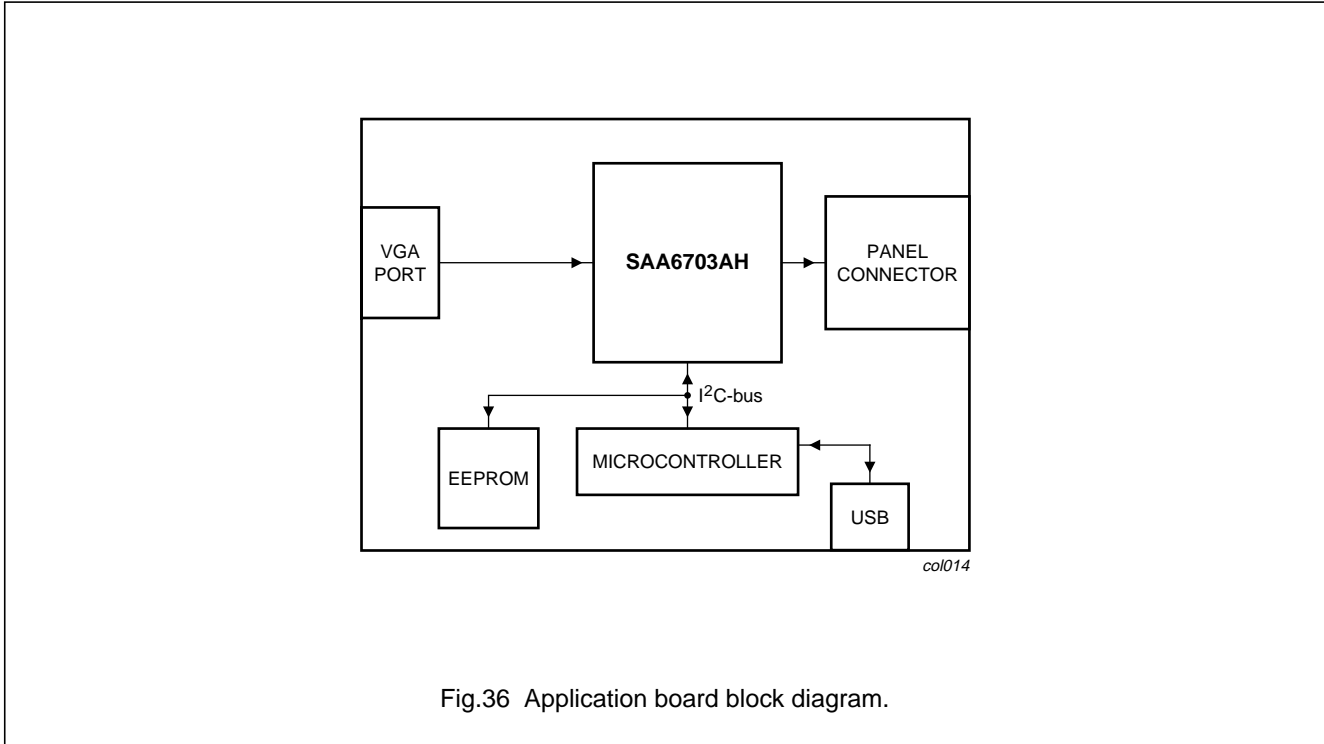 VGA
PORT
SAA6703AH
PANEL
CONNECTOR
I²C-bus
EEPROM
MICROCONTROLLER
USB
col014
Fig.36 Application board block diagram.